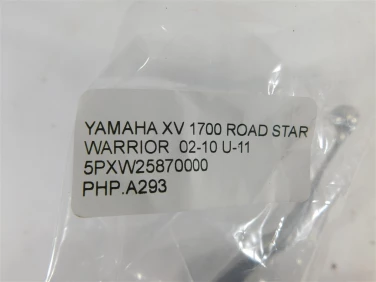 YAMAHA XV 1700 ROAD STAR
WARRIOR 02-10 U-11
5PXW25870000
PHP.A293